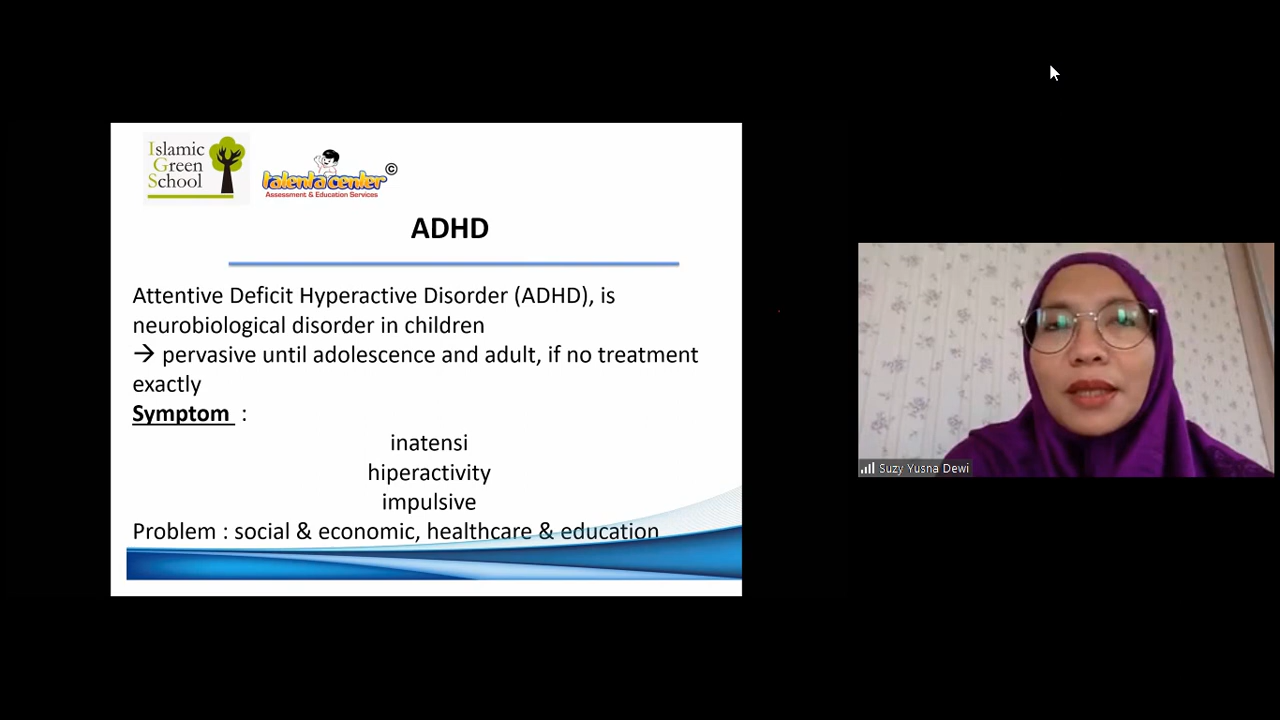 Islamic
Green
School
talenta center ©
Assessment & Education Services
ADHD
Attentive Deficit Hyperactive Disorder (ADHD), is
neurobiological disorder in children
→ pervasive until adolescence and adult, if no treatment
exactly
Symptom :
inatensi
hiperactivity
impulsive
Problem : social & economic, healthcare & education
Suzy Yusna Dewi